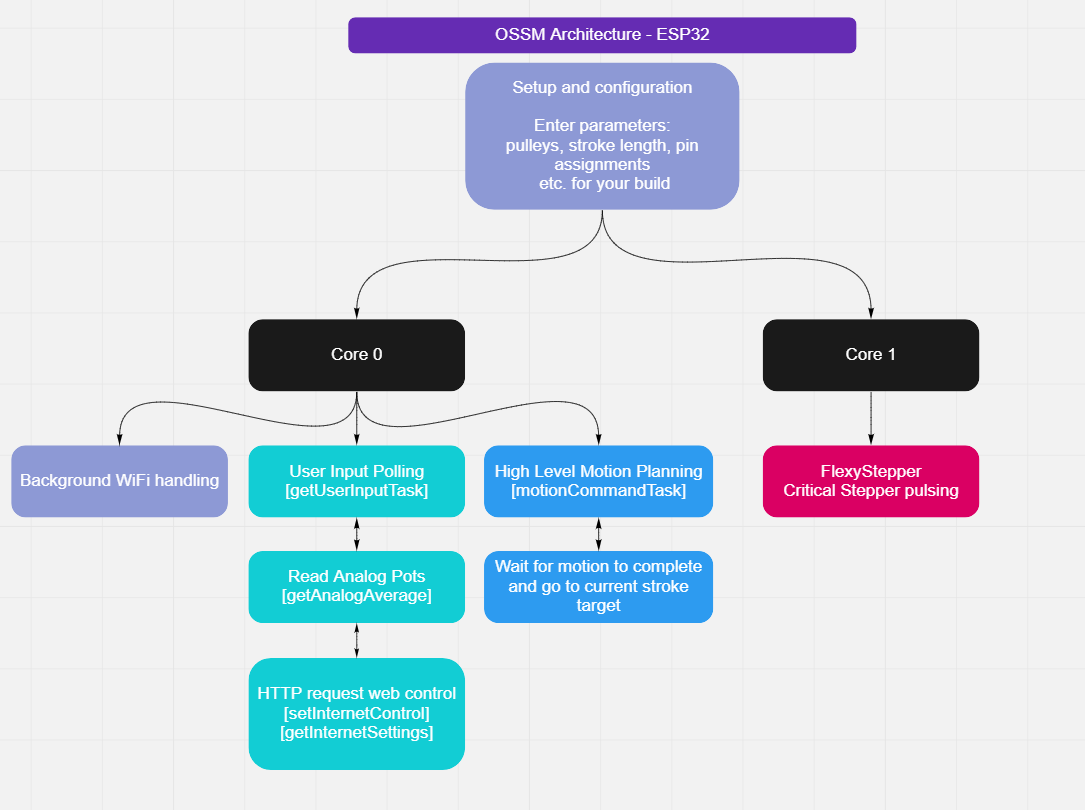 OSSM Architecture - ESP32
Setup and configuration
Enter parameters:
pulleys, stroke length, pin
assignments
etc. for your build
Core 0
Core 1
Background WiFi handling
User Input Polling
[getUserInputTask]
High Level Motion Planning
[motionCommandTask]
FlexyStepper
Critical Stepper pulsing
Read Analog Pots
[getAnalogAverage]
Wait for motion to complete
and go to current stroke
target
HTTP request web control
[setInternetControl]
[getInternetSettings]